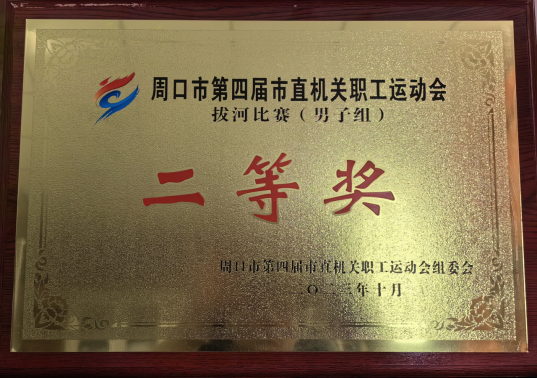 周口市第四届市直机关职工运动会
拔河比赛（男子组）
二等奖
周口市第四届市直机关职工运动会组委会
二〇二三年十月